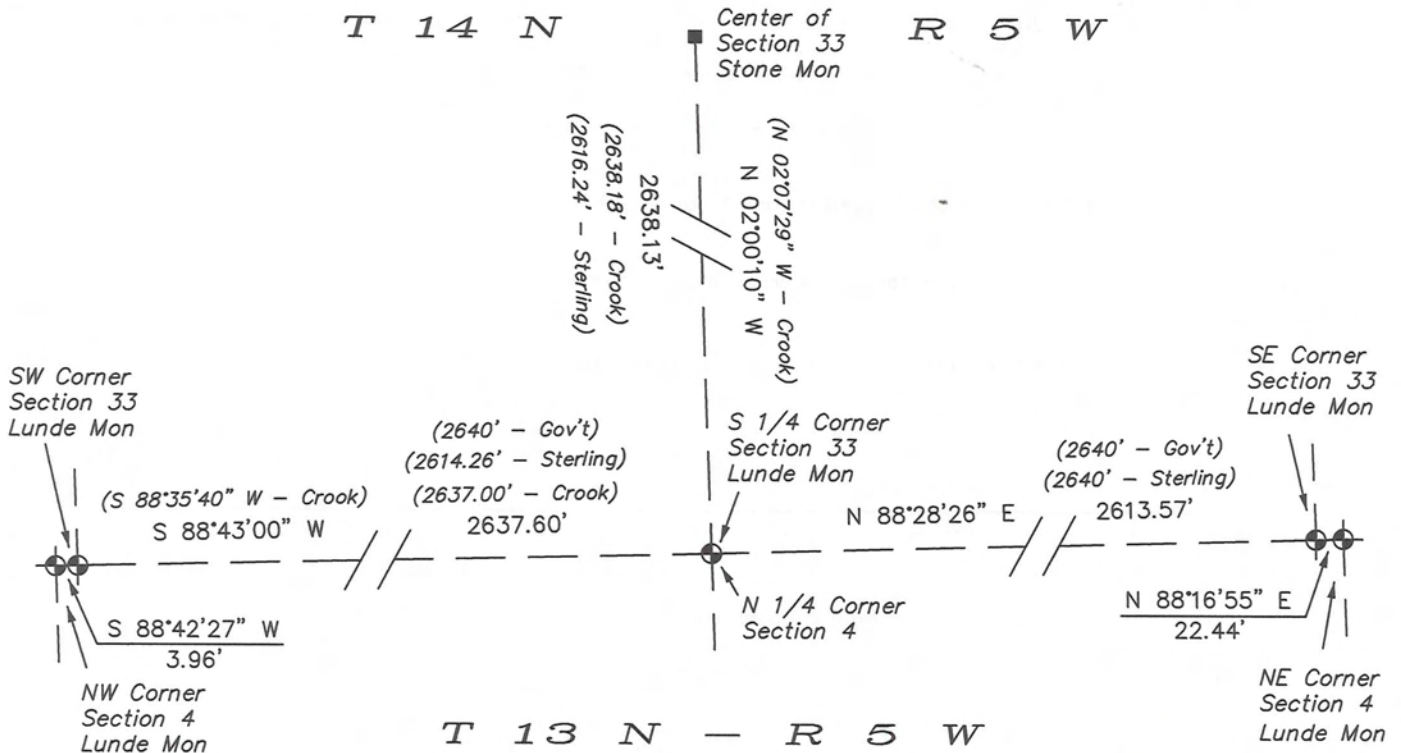 T 14 N
R 5 W
Center of
Section 33
Stone Mon
(N 02°07'29" W – Crook)
N 02°00'10" W
2638.13'
(2638.18' – Crook)
(2616.24' – Sterling)
SW Corner
Section 33
Lunde Mon
(S 88°35'40" W – Crook)
S 88°43'00" W
(2640' – Gov't)
(2614.26' – Sterling)
(2637.00' – Crook)
2637.60'
S 1/4 Corner
Section 33
Lunde Mon
N 88°28'26" E
(2640' – Gov't)
(2640' – Sterling)
2613.57'
SE Corner
Section 33
Lunde Mon
S 88°42'27" W
3.96'
NW Corner
Section 4
Lunde Mon
N 1/4 Corner
Section 4
N 88°16'55" E
22.44'
NE Corner
Section 4
Lunde Mon
T 13 N – R 5 W